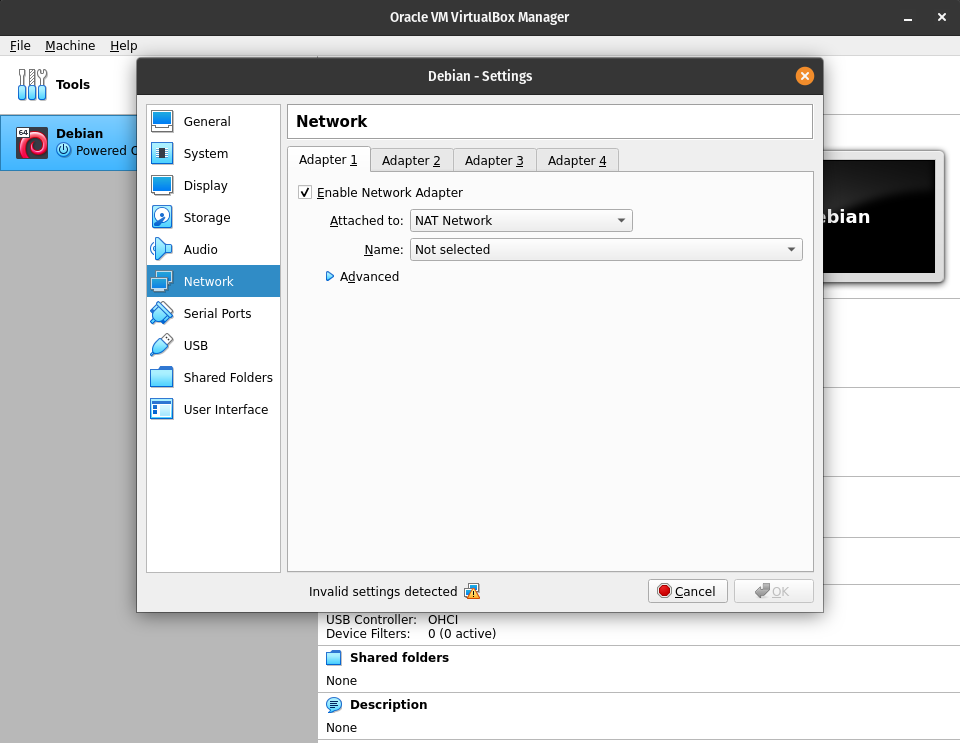 Oracle VM VirtualBox Manager
File Machine Help
Tools
64
Debian
Powered
Debian - Settings
General
System
Display
Storage
Audio
Network
Serial Ports
USB
Shared Folders
User Interface
Network
Adapter 1 Adapter 2 Adapter 3 Adapter 4
Enable Network Adapter
Attached to: NAT Network
Name: Not selected
Advanced
Invalid settings detected
Cancel OK
ebian
USB Controller: OHCI
Device Filters: 0 (0 active)
Shared folders
None
Description
None